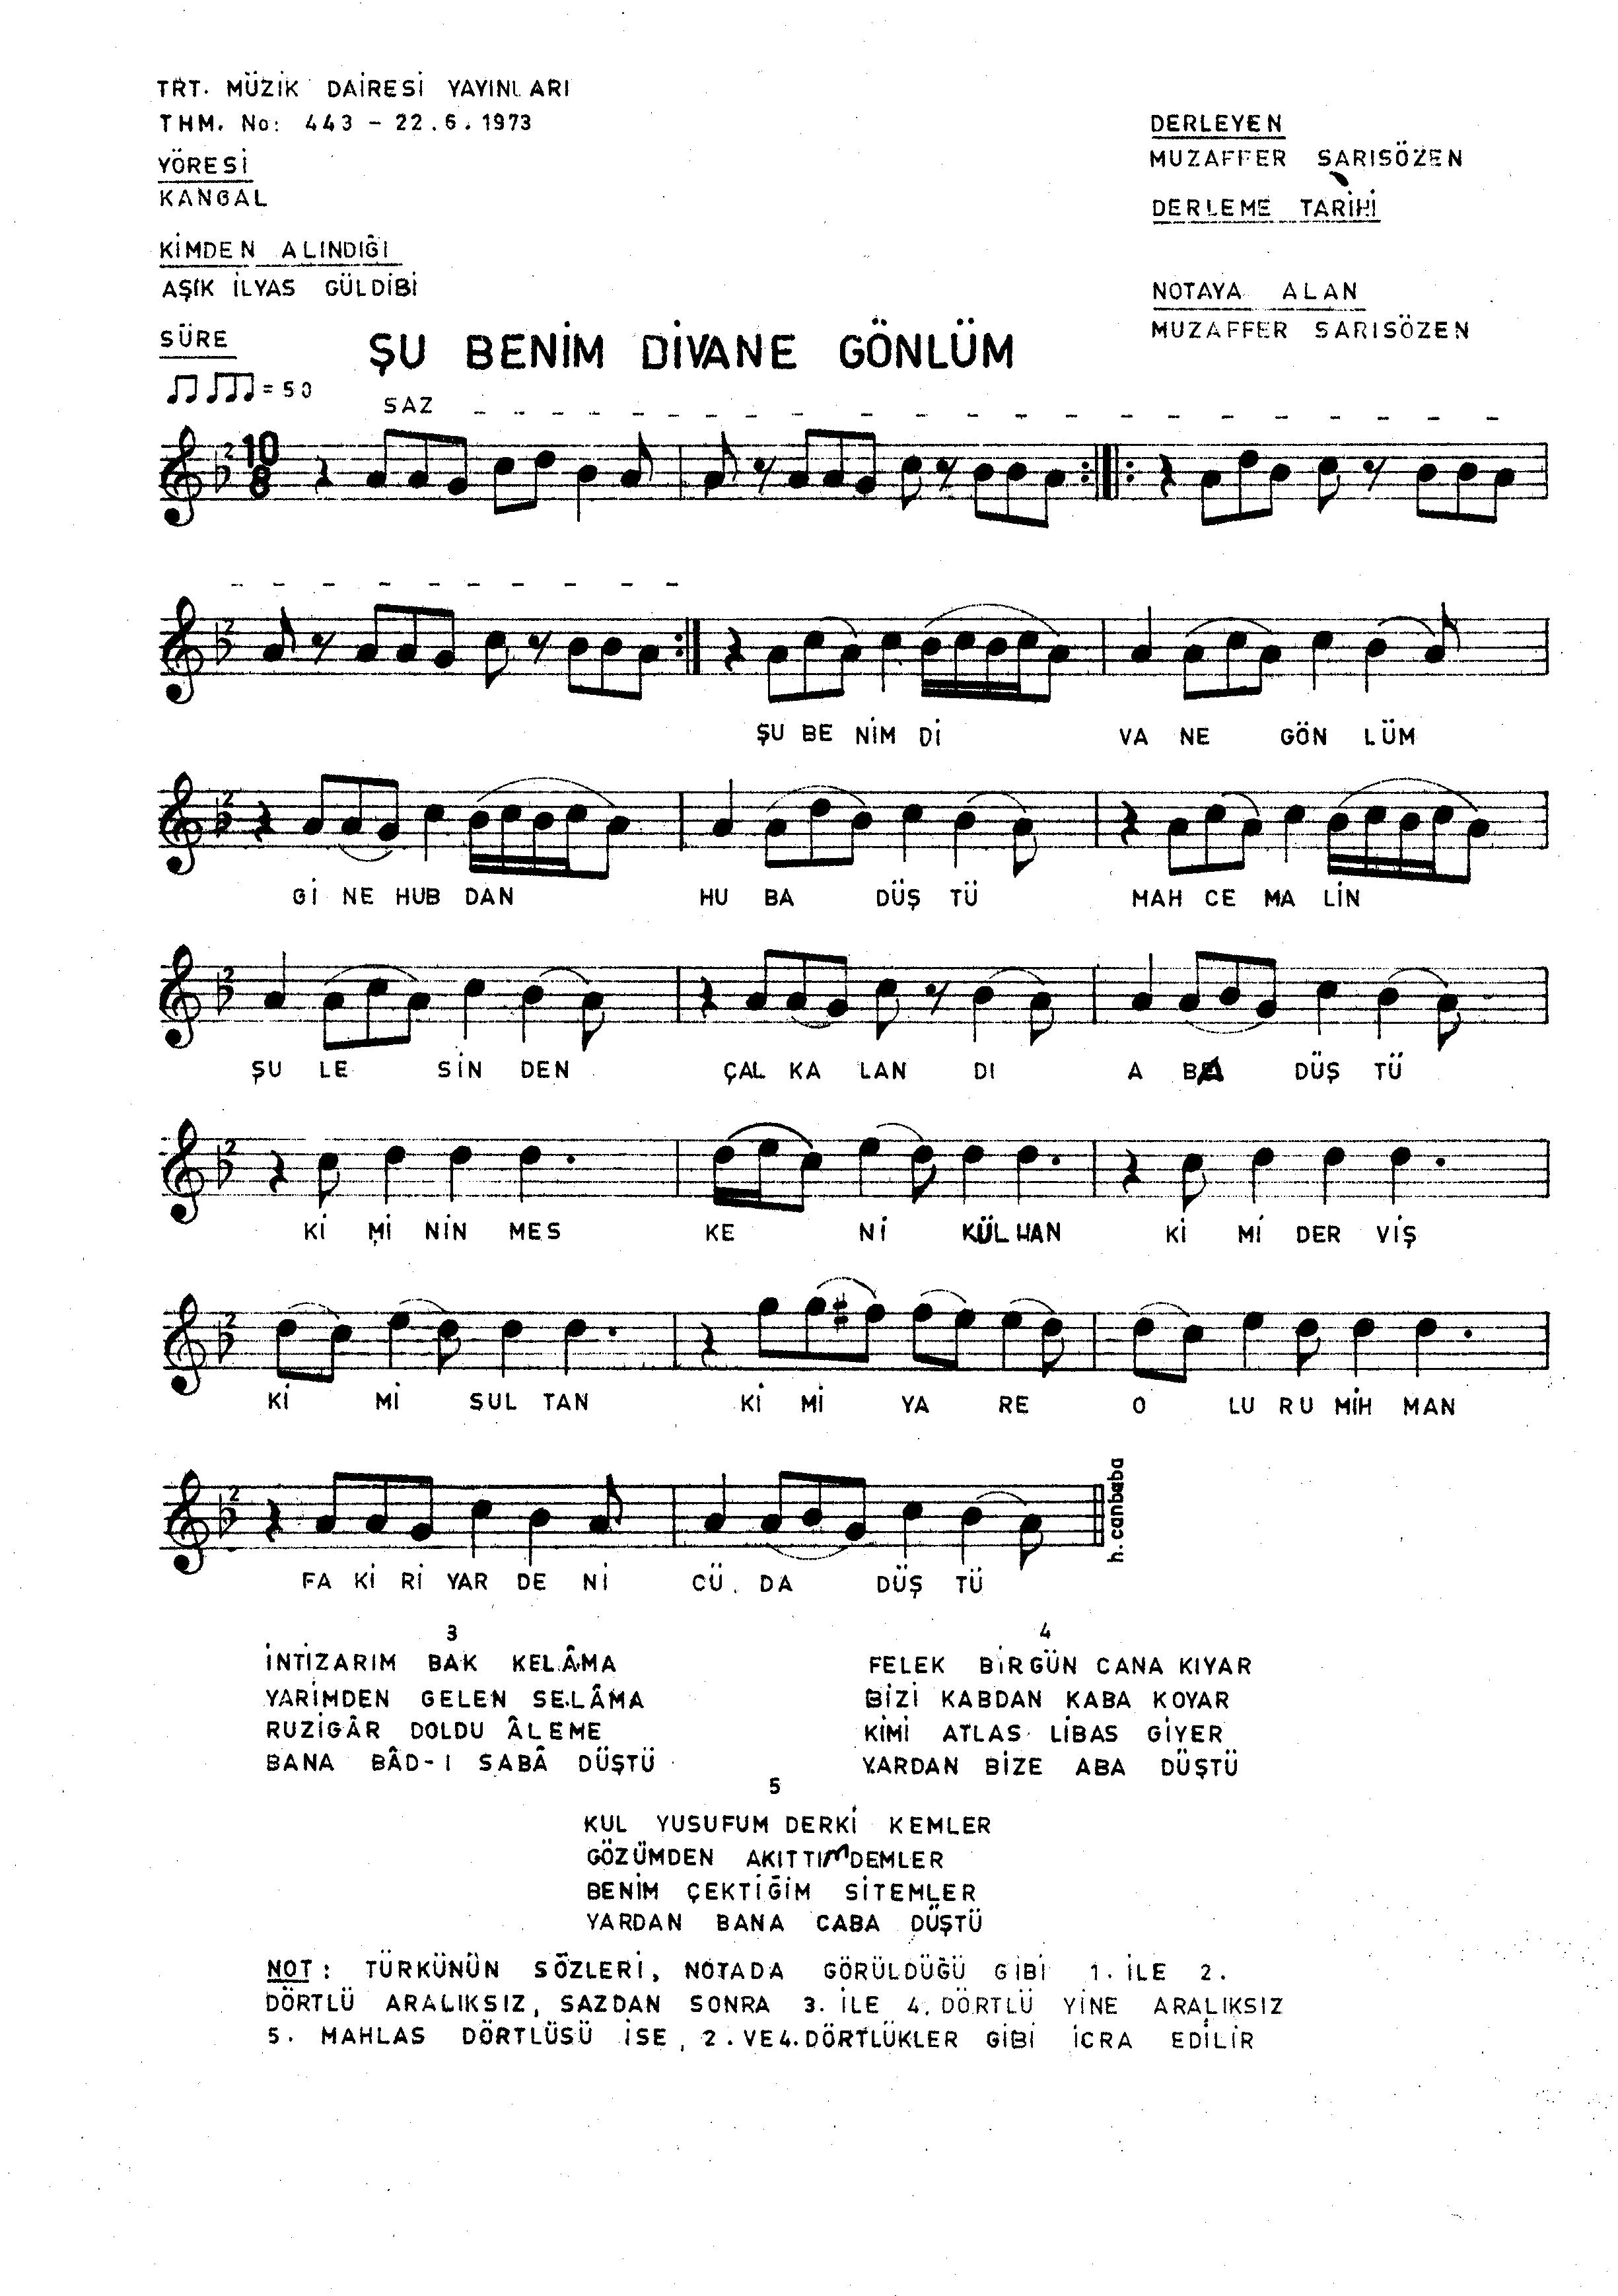 TRT. MÜZİK DAİRESİ YAYINLARI
THM. No: 443 - 22.6.1973
YÖRESİ
KANGAL
KİMDEN ALINDIĞI
AŞIK İLYAS GÜLDİBİ
SÜRE
= 50
DERLEYEN
MUZAFFER SARISÖZEN
DERLEME TARİHİ
NOTAYA ALAN
MUZAFFER SARISÖZEN
ŞU BENİM DİVANE GÖNLÜM
SAZ
10
8
ŞU BE NİM Dİ VA NE GÖN LÜM
Gİ NE HUB DAN HU BA DÜŞ TÜ MAH CE MA LİN
ŞU LE SİN DEN ÇAL KA LAN DI A BA DÜŞ TÜ
Kİ Mİ NİN MES KE Nİ KÜL HAN Kİ Mİ DER VİŞ
Kİ Mİ SUL TAN Kİ Mİ YA RE O LU RU MİH MAN
FA Kİ Rİ YAR DE Nİ CÜ. DA DÜŞ TÜ
h. canbaba
3
İNTİZARIM BAK KELÂMA
YARİMDEN GELEN SELÂMA
RUZİGÂR DOLDU ÂLEME
BANA BÂD-I SABÂ DÜŞTÜ
4
FELEK BİRGÜN CANA KIYAR
BİZİ KABDAN KABA KOYAR
KİMİ ATLAS LİBAS GİYER
YARDAN BİZE ABA DÜŞTÜ
5
KUL YUSUFUM DERKİ KEMLER
GÖZÜMDEN AKITTIM DEMLER
BENİM ÇEKTİĞİM SİTEMLER
YARDAN BANA CABA DÜŞTÜ
NOT: TÜRKÜNÜN SÖZLERİ, NOTADA GÖRÜLDÜĞÜ GİBİ 1. İLE 2.
DÖRTLÜ ARALIKSIZ, SAZDAN SONRA 3. İLE 4. DÖRTLÜ YİNE ARALIKSIZ
5. MAHLAS DÖRTLÜSÜ İSE, 2. VE 4. DÖRTLÜKLER GİBİ İCRA EDİLİR